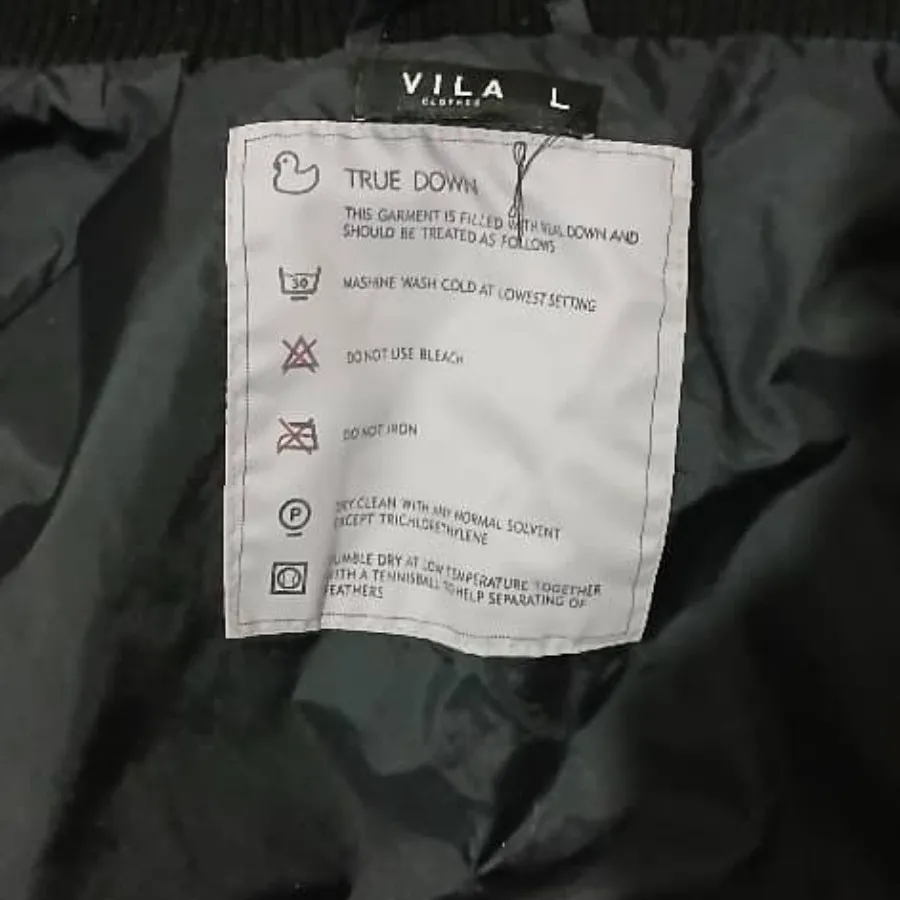 VILA L
CLOTHES
TRUE DOWN
THIS GARMENT IS FILLED WITH REAL DOWN AND
SHOULD BE TREATED AS FOLLOWS
30
MASHINE WASH COLD AT LOWEST SETTING
DO NOT USE BLEACH
DO NOT IRON
P
DRY CLEAN WITH ANY NORMAL SOLVENT
EXCEPT TRICHLORETHYLENE
TUMBLE DRY AT LOW TEMPERATURE TOGETHER
WITH A TENNISBALL TO HELP SEPARATING OF
FEATHERS